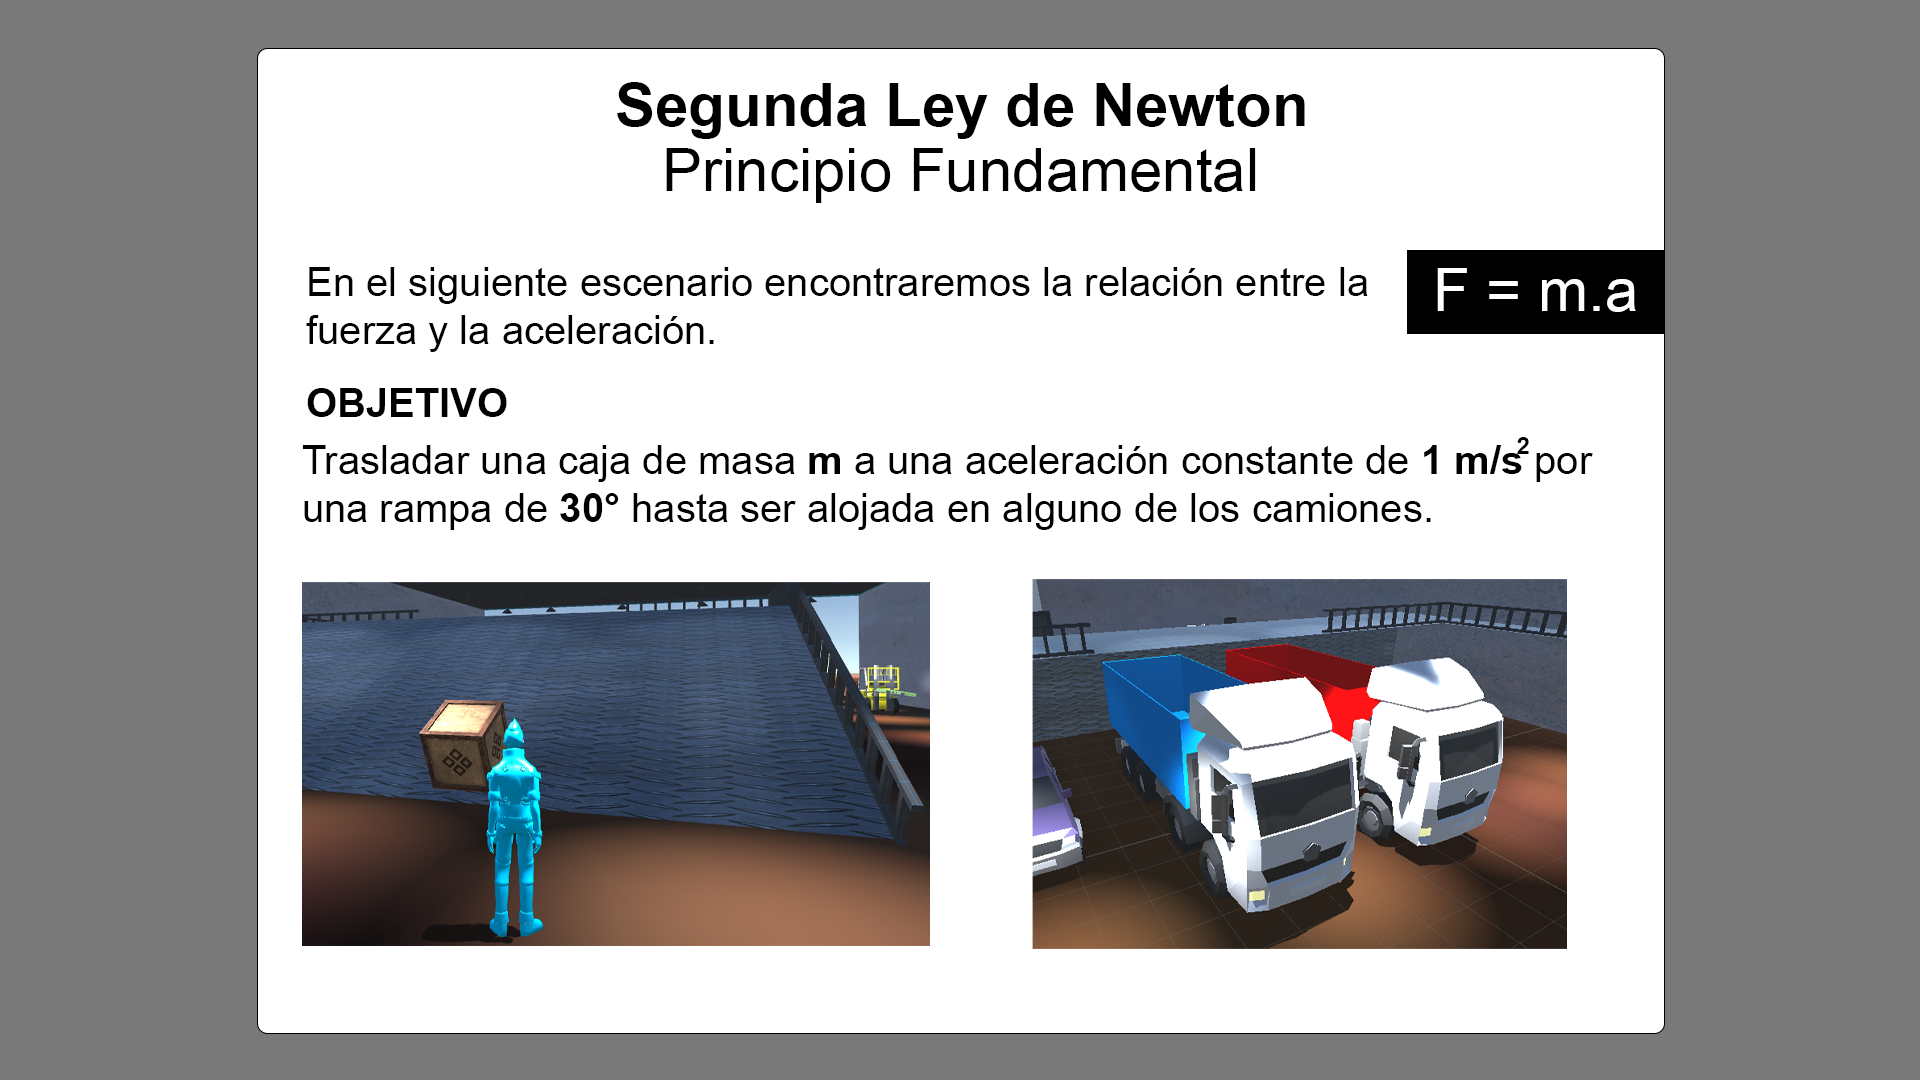 Segunda Ley de Newton
Principio Fundamental
En el siguiente escenario encontraremos la relación entre la
fuerza y la aceleración.
F = m.a
OBJETIVO
Trasladar una caja de masa m a una aceleración constante de 1 m/s² por
una rampa de 30° hasta ser alojada en alguno de los camiones.